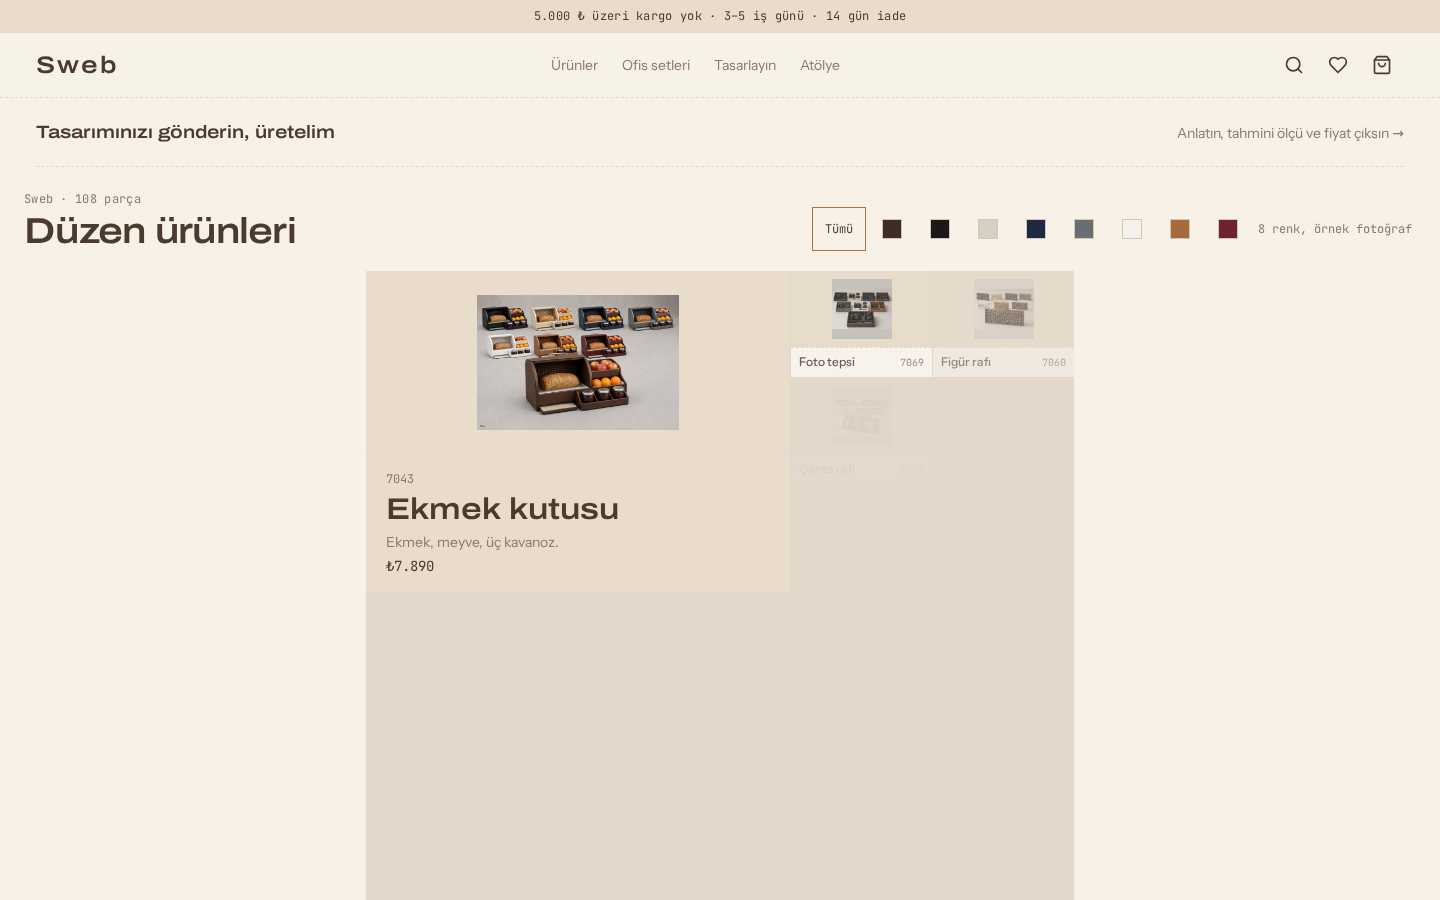 5.000 ₺ üzeri kargo yok · 3–5 iş günü · 14 gün iade
Sweb
Ürünler
Ofis setleri
Tasarlayın
Atölye
Tasarımınızı gönderin, üretelim
Anlatın, tahmini ölçü ve fiyat çıksın →
Sweb · 108 parça
Düzen ürünleri
Tümü
8 renk, örnek fotoğraf
Foto tepsi
7069
Figür rafı
7060
Çanta rafı
7043
Ekmek kutusu
Ekmek, meyve, üç kavanoz.
₺7.890